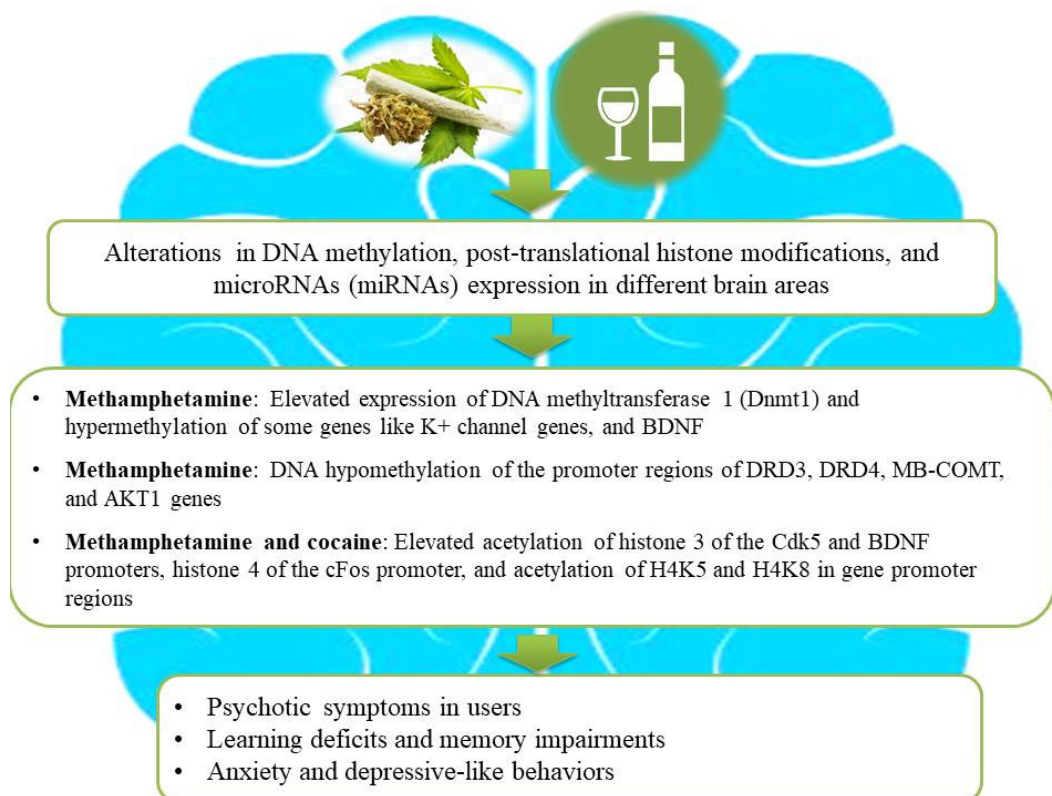 Alterations in DNA methylation, post-translational histone modifications, and
microRNAs (miRNAs) expression in different brain areas
• Methamphetamine: Elevated expression of DNA methyltransferase 1 (Dnmt1) and
hypermethylation of some genes like K+ channel genes, and BDNF
• Methamphetamine: DNA hypomethylation of the promoter regions of DRD3, DRD4, MB-COMT,
and AKT1 genes
• Methamphetamine and cocaine: Elevated acetylation of histone 3 of the Cdk5 and BDNF
promoters, histone 4 of the cFos promoter, and acetylation of H4K5 and H4K8 in gene promoter
regions
• Psychotic symptoms in users
• Learning deficits and memory impairments
• Anxiety and depressive-like behaviors